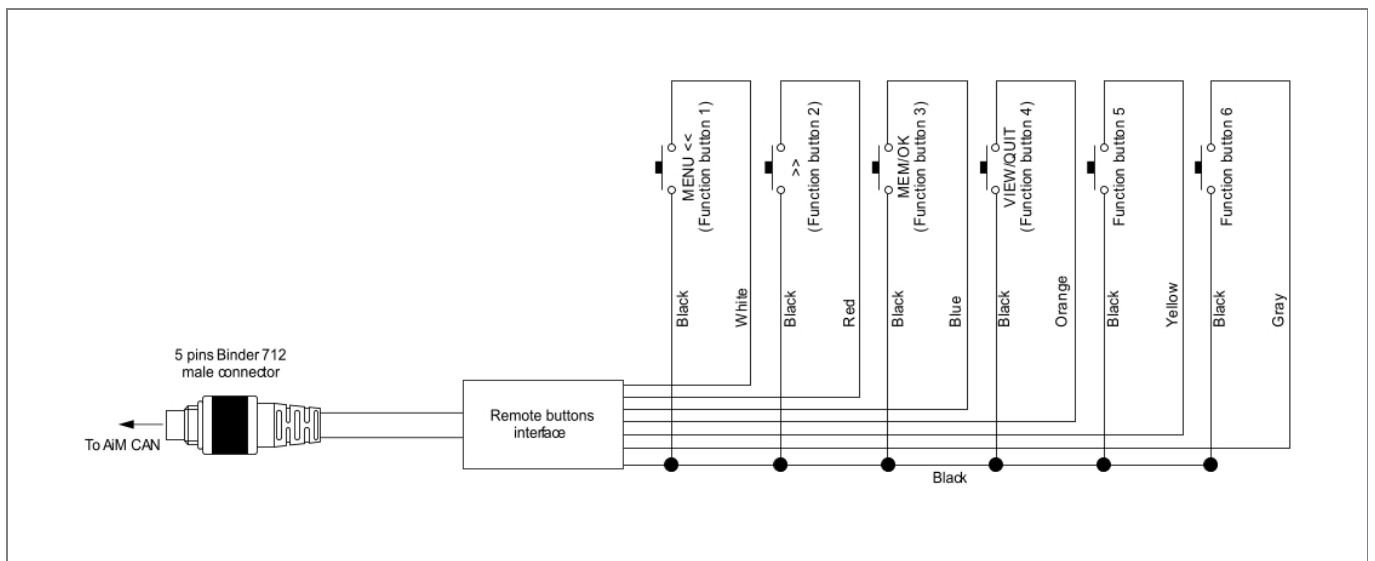 MENU <<
(Function button 1)
>>
(Function button 2)
MEM/OK
(Function button 3)
VIEW/QUIT
(Function button 4)
Function button 5
Function button 6
Black
White
Black
Red
Black
Blue
Black
Orange
Black
Yellow
Black
Gray
5 pins Binder 712
male connector
To AiM CAN
Remote buttons
interface
Black